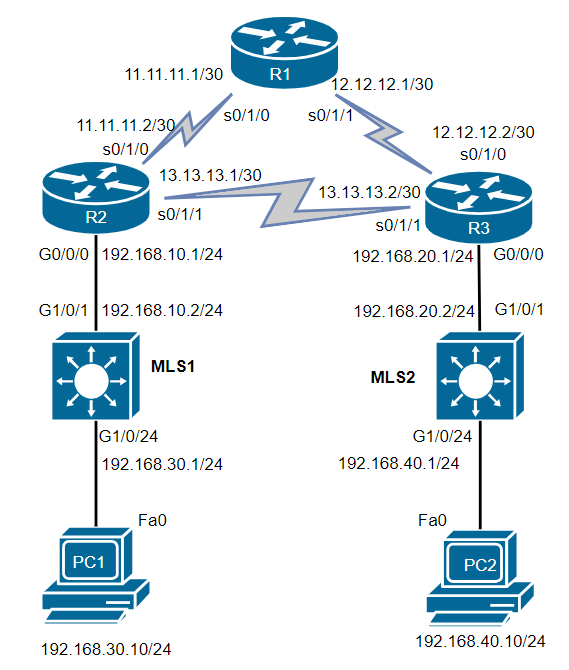 R1
11.11.11.1/30
12.12.12.1/30
s0/1/0
s0/1/1
11.11.11.2/30
s0/1/0
12.12.12.2/30
s0/1/0
R2
13.13.13.1/30
s0/1/1
13.13.13.2/30
s0/1/1
R3
G0/0/0
192.168.10.1/24
192.168.20.1/24
G0/0/0
G1/0/1
192.168.10.2/24
192.168.20.2/24
G1/0/1
MLS1
MLS2
G1/0/24
192.168.30.1/24
G1/0/24
192.168.40.1/24
Fa0
Fa0
PC1
PC2
192.168.30.10/24
192.168.40.10/24